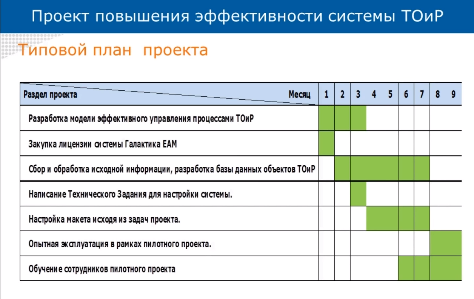 Проект повышения эффективности системы ТОиР
Типовой план проекта
Раздел проекта Месяц 1 2 3 4 5 6 7 8 9
Разработка модели эффективного управления процессами ТОиР
Закупка лицензии системы Галактика ЕАМ
Сбор и обработка исходной информации, разработка базы данных объектов ТОиР
Написание Технического Задания для настройки системы.
Настройка макета исходя из задач проекта.
Опытная эксплуатация в рамках пилотного проекта.
Обучение сотрудников пилотного проекта